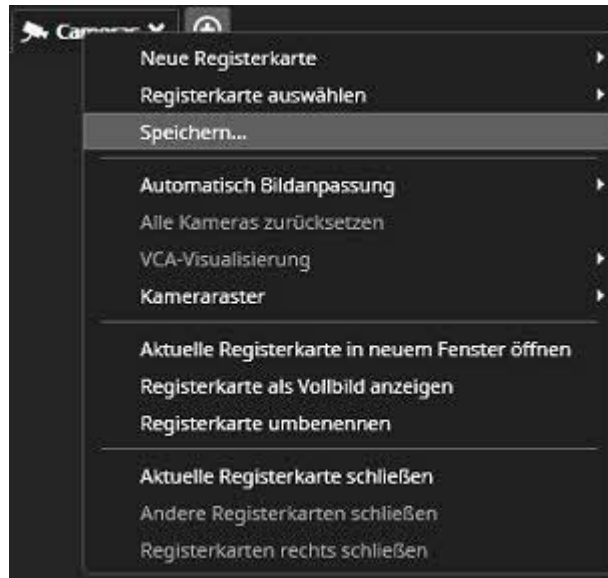 Cameras
Neue Registerkarte
Registerkarte auswählen
Speichern...
Automatisch Bildanpassung
Alle Kameras zurücksetzen
VCA-Visualisierung
Kameraraster
Aktuelle Registerkarte in neuem Fenster öffnen
Registerkarte als Vollbild anzeigen
Registerkarte umbenennen
Aktuelle Registerkarte schließen
Andere Registerkarten schließen
Registerkarten rechts schließen